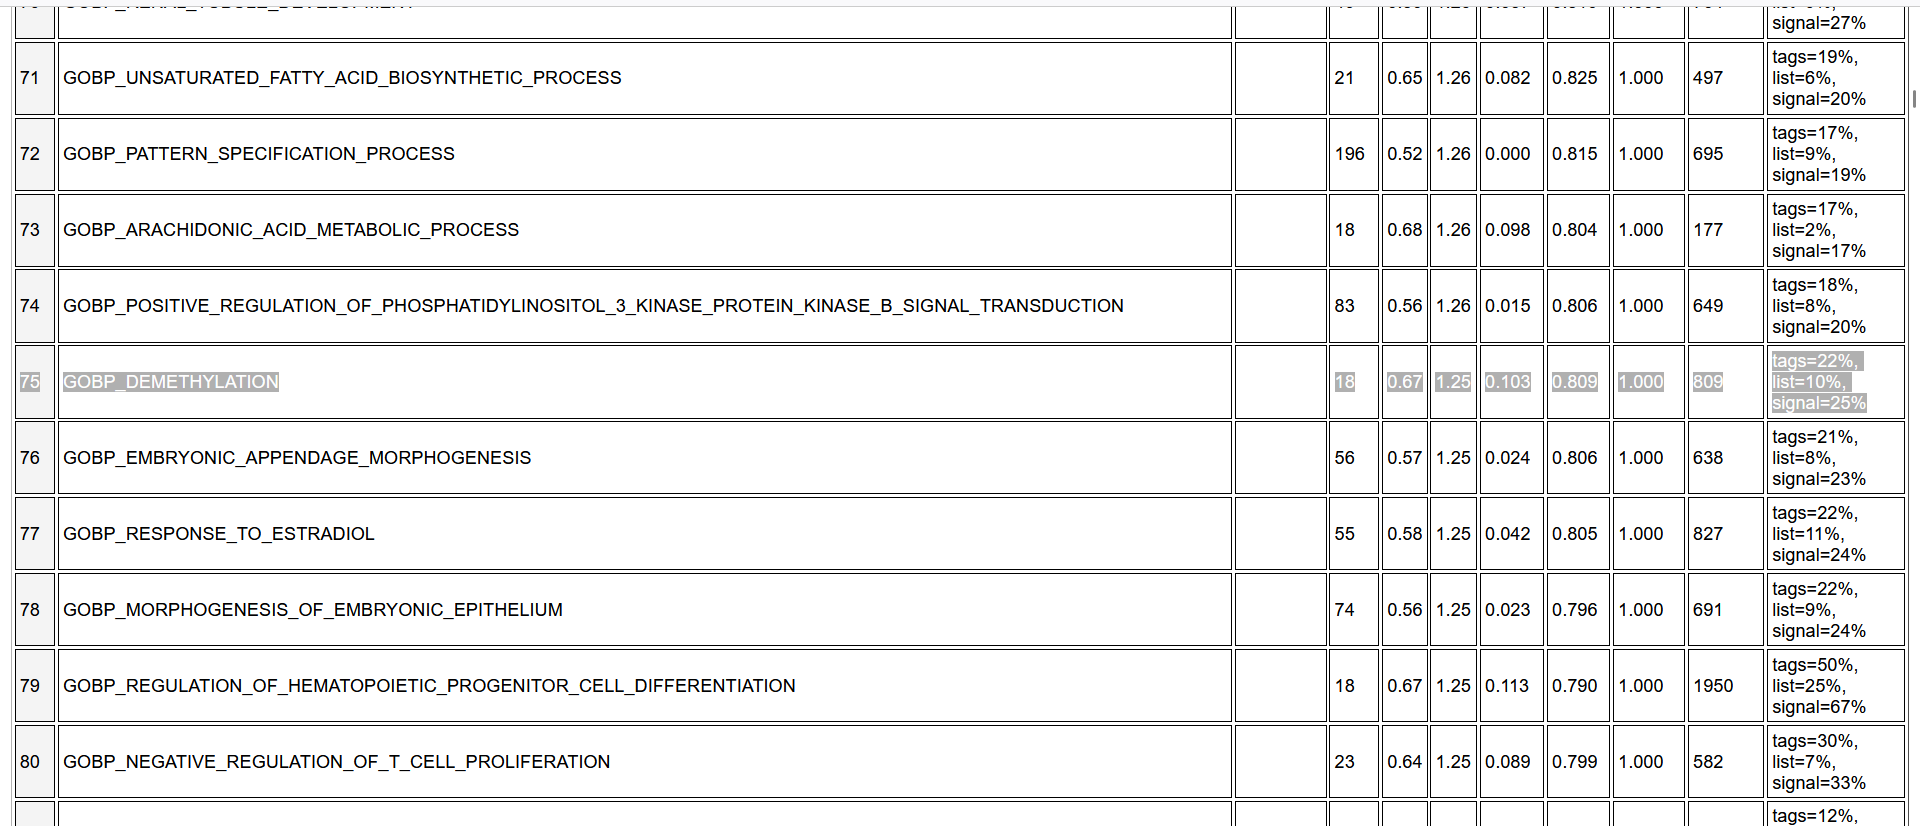 signal=27%
71 GOBP_UNSATURATED_FATTY_ACID_BIOSYNTHETIC_PROCESS 21 0.65 1.26 0.082 0.825 1.000 497 tags=19%,
list=6%,
signal=20%
72 GOBP_PATTERN_SPECIFICATION_PROCESS 196 0.52 1.26 0.000 0.815 1.000 695 tags=17%,
list=9%,
signal=19%
73 GOBP_ARACHIDONIC_ACID_METABOLIC_PROCESS 18 0.68 1.26 0.098 0.804 1.000 177 tags=17%,
list=2%,
signal=17%
74 GOBP_POSITIVE_REGULATION_OF_PHOSPHATIDYLINOSITOL_3_KINASE_PROTEIN_KINASE_B_SIGNAL_TRANSDUCTION 83 0.56 1.26 0.015 0.806 1.000 649 tags=18%,
list=8%,
signal=20%
75 GOBP_DEMETHYLATION 18 0.67 1.25 0.103 0.809 1.000 809 tags=22%,
list=10%,
signal=25%
76 GOBP_EMBRYONIC_APPENDAGE_MORPHOGENESIS 56 0.57 1.25 0.024 0.806 1.000 638 tags=21%,
list=8%,
signal=23%
77 GOBP_RESPONSE_TO_ESTRADIOL 55 0.58 1.25 0.042 0.805 1.000 827 tags=22%,
list=11%,
signal=24%
78 GOBP_MORPHOGENESIS_OF_EMBRYONIC_EPITHELIUM 74 0.56 1.25 0.023 0.796 1.000 691 tags=22%,
list=9%,
signal=24%
79 GOBP_REGULATION_OF_HEMATOPOIETIC_PROGENITOR_CELL_DIFFERENTIATION 18 0.67 1.25 0.113 0.790 1.000 1950 tags=50%,
list=25%,
signal=67%
80 GOBP_NEGATIVE_REGULATION_OF_T_CELL_PROLIFERATION 23 0.64 1.25 0.089 0.799 1.000 582 tags=30%,
list=7%,
signal=33%
tags=12%,